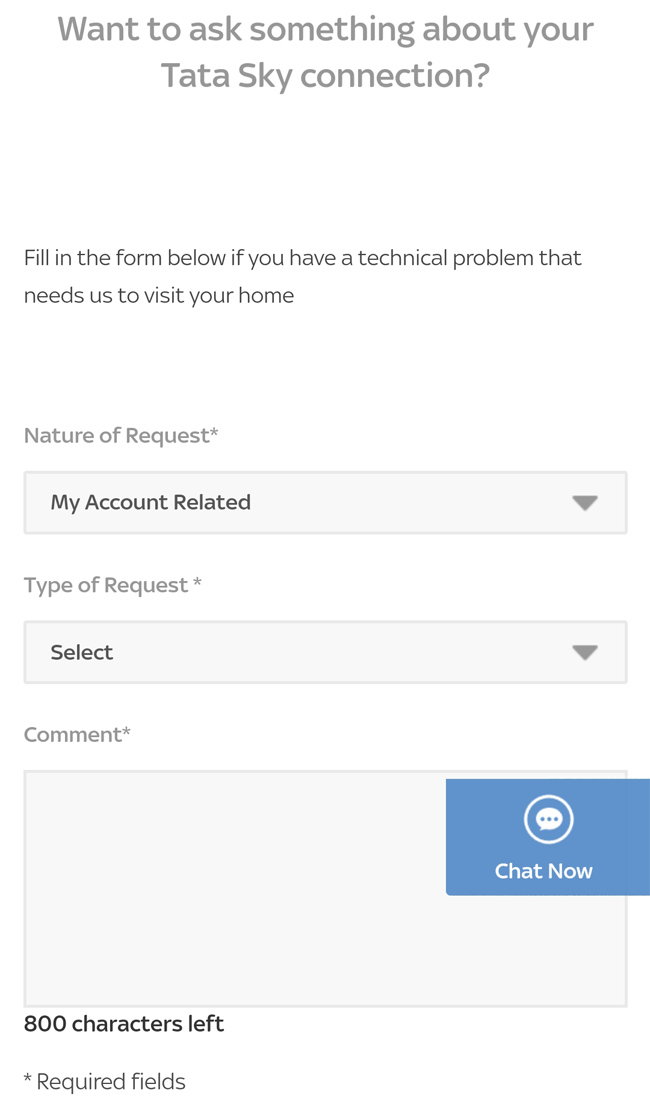 Want to ask something about your
Tata Sky connection?
Fill in the form below if you have a technical problem that
needs us to visit your home
Nature of Request*
My Account Related
Type of Request *
Select
Comment*
Chat Now
800 characters left
* Required fields